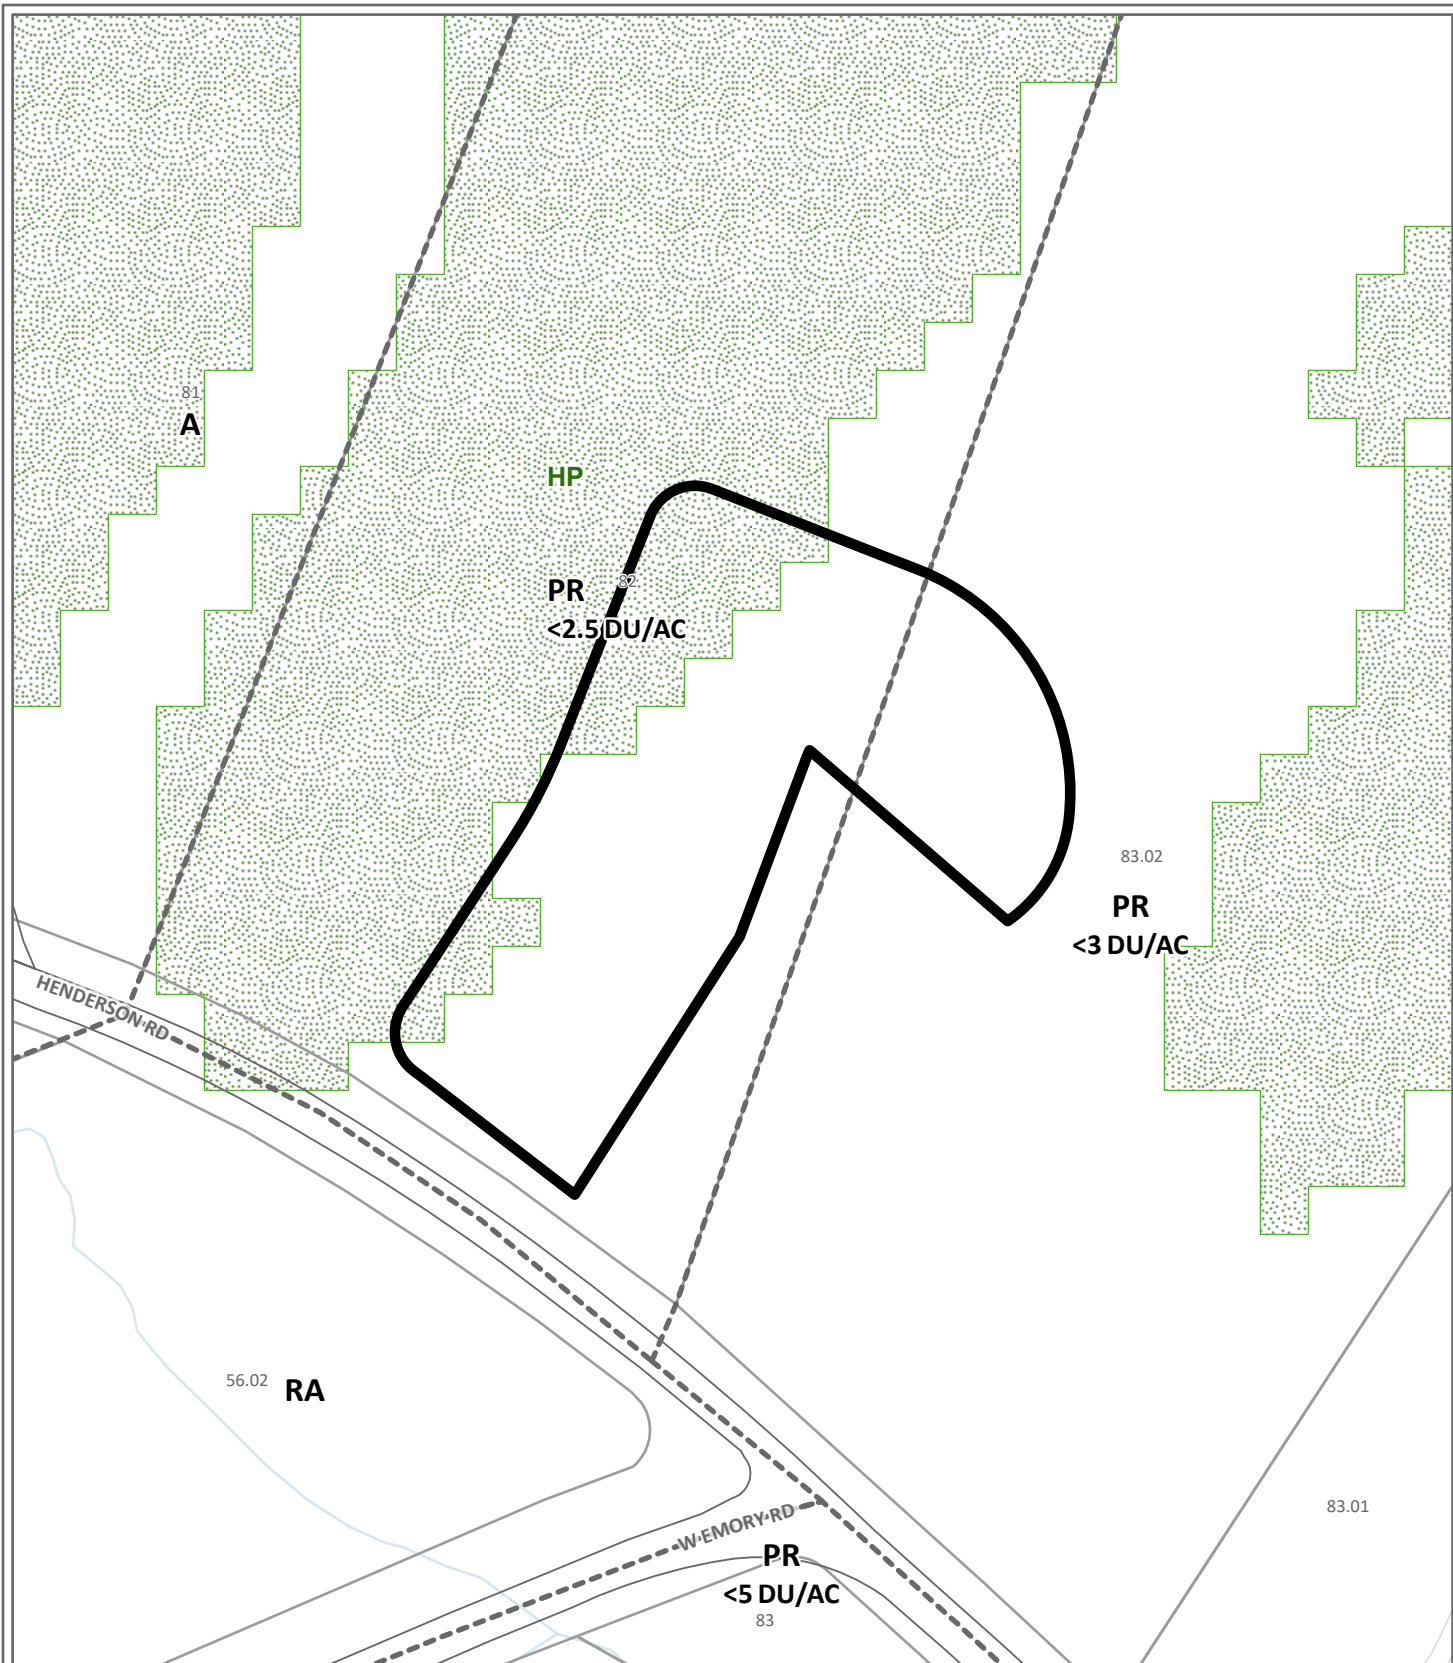 81
A
HP
82
PR
<2.5 DU/AC
83.02
PR
<3 DU/AC
HENDERSON RD
56.02
RA
83.01
W EMORY RD
PR
<5 DU/AC
83